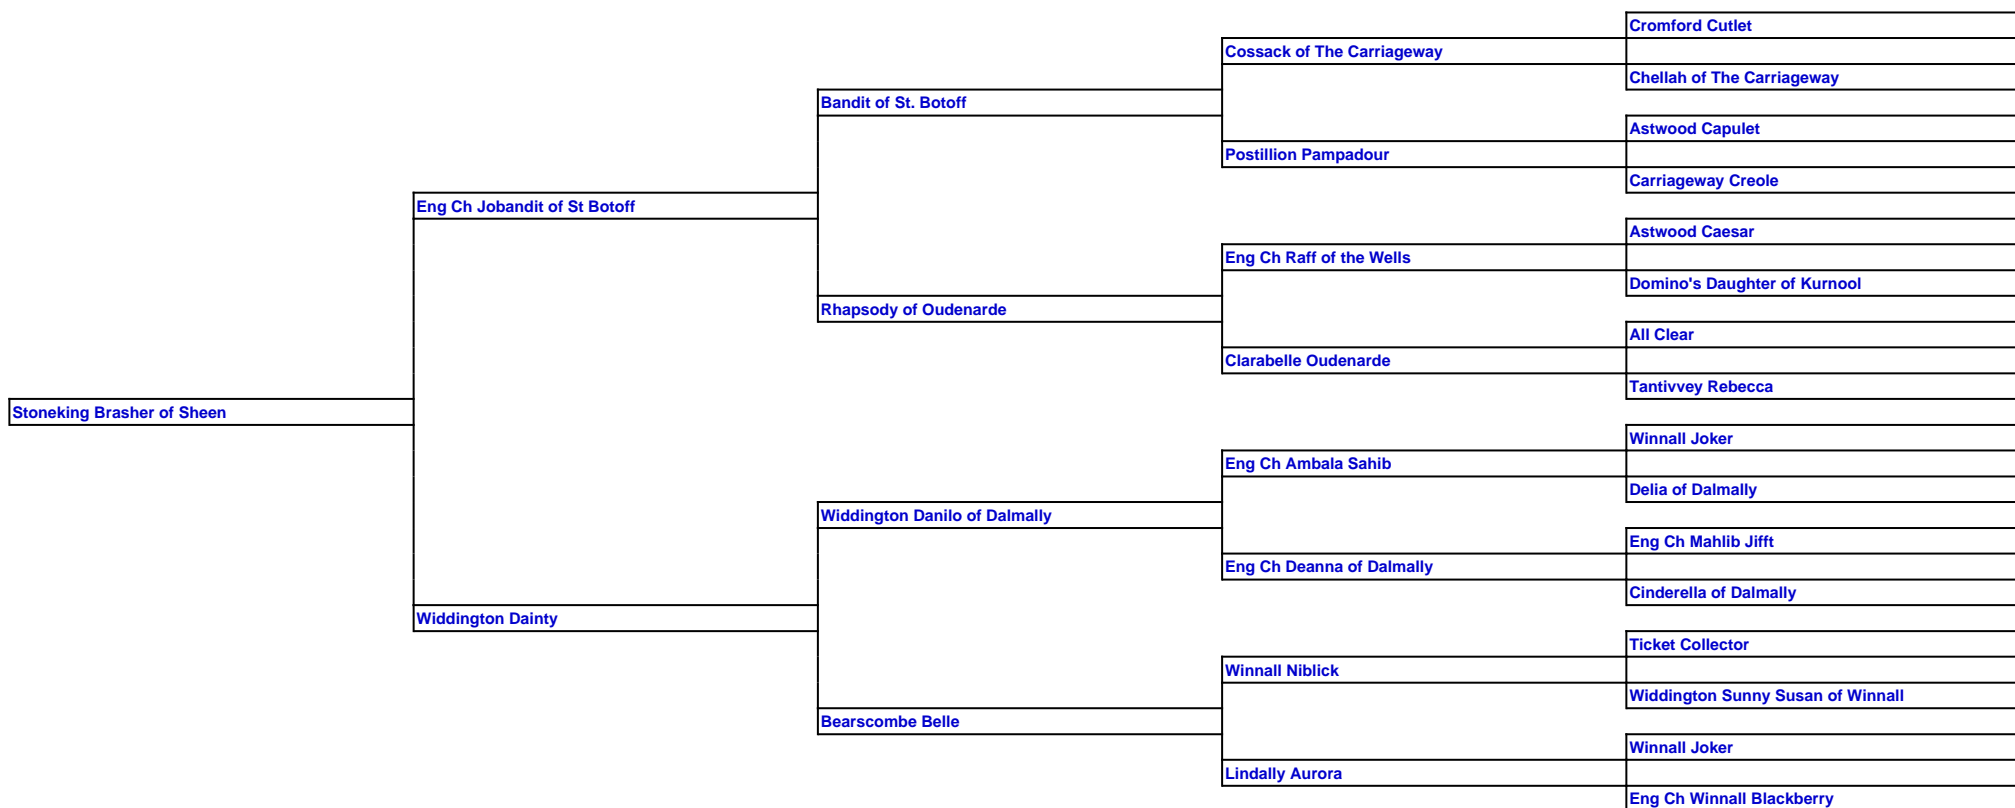 Cromford Cutlet
Cossack of The Carriageway
Chellah of The Carriageway
Bandit of St. Botoff
Astwood Capulet
Postillion Pampadour
Carriageway Creole
Eng Ch Jobandit of St Botoff
Astwood Caesar
Eng Ch Raff of the Wells
Domino's Daughter of Kurnool
Rhapsody of Oudenarde
All Clear
Clarabelle Oudenarde
Tantivvey Rebecca
Stoneking Brasher of Sheen
Winnall Joker
Eng Ch Ambala Sahib
Delia of Dalmally
Widdington Danilo of Dalmally
Eng Ch Mahlib Jifft
Eng Ch Deanna of Dalmally
Cinderella of Dalmally
Widdington Dainty
Ticket Collector
Winnall Niblick
Widdington Sunny Susan of Winnall
Bearscombe Belle
Winnall Joker
Lindally Aurora
Eng Ch Winnall Blackberry